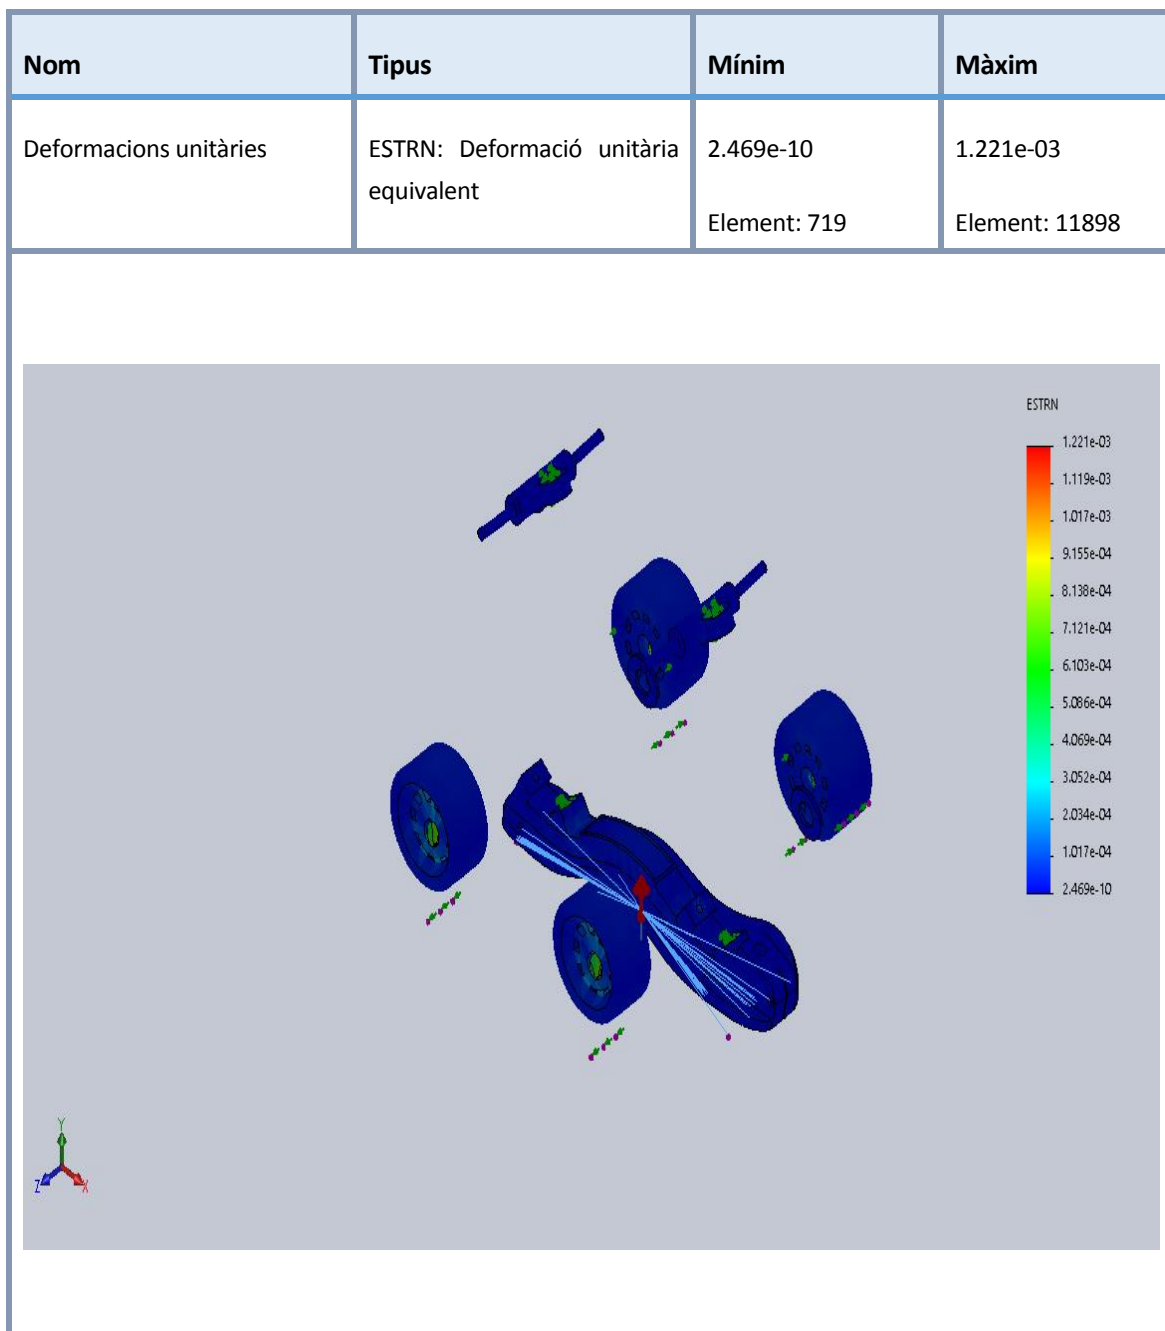 Nom Tipus Mínim Màxim
Deformacions unitàries ESTRN: Deformació unitària 2.469e-10 1.221e-03
equivalent
Element: 719 Element: 11898
ESTRN
1.221e-03
1.119e-03
1.017e-03
9.155e-04
8.138e-04
7.121e-04
6.103e-04
5.086e-04
4.069e-04
3.052e-04
2.034e-04
1.017e-04
2.469e-10
Y
Z X